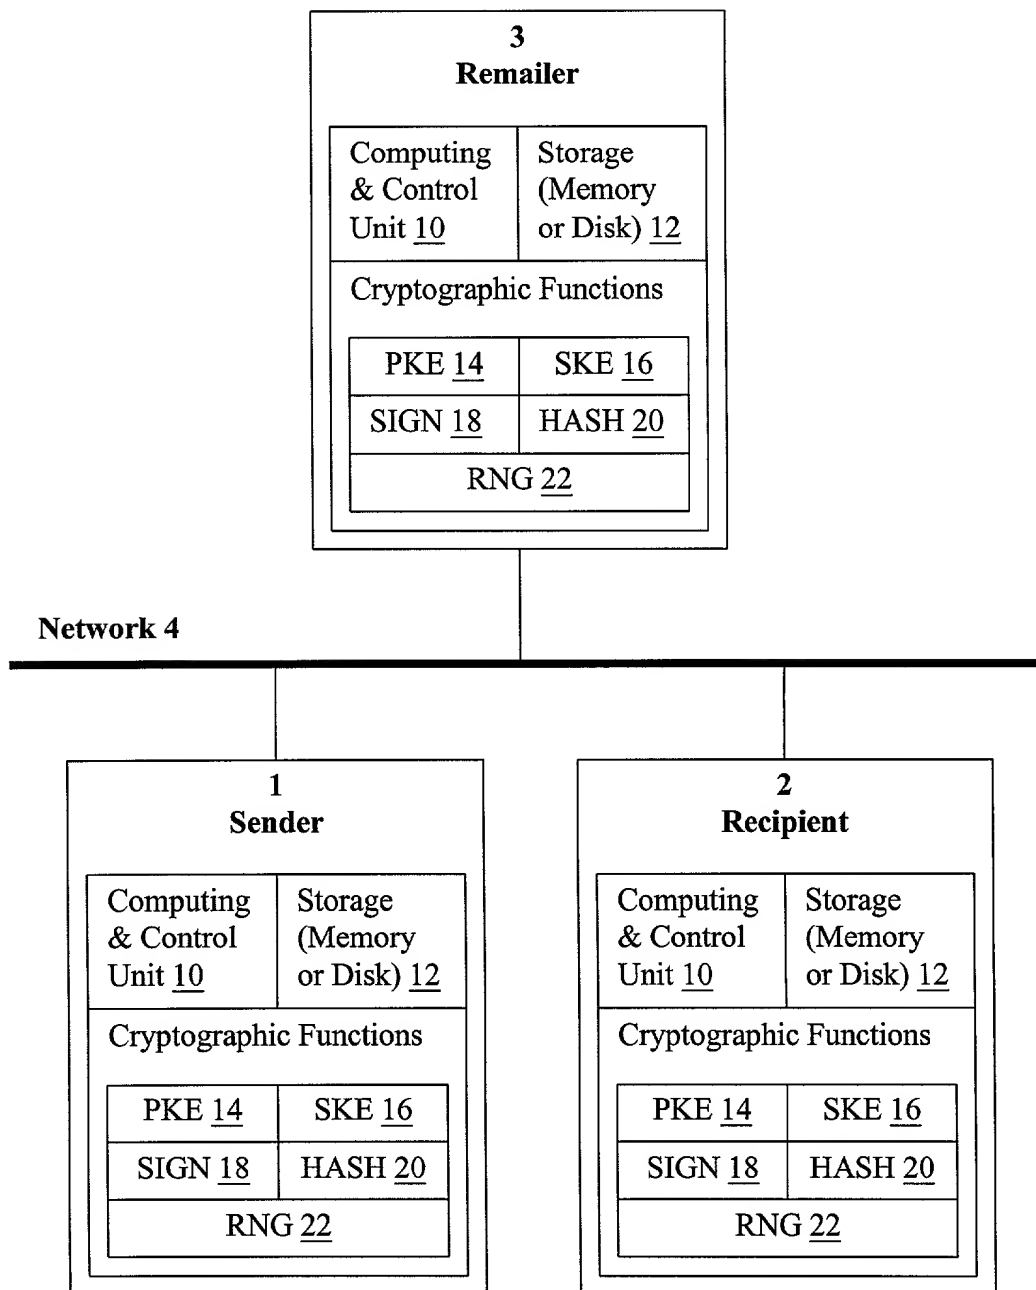 3
Remailer
Computing
& Control
Unit 10
Storage
(Memory
or Disk) 12
Cryptographic Functions
PKE 14
SKE 16
SIGN 18
HASH 20
RNG 22
Network 4
1
Sender
Computing
& Control
Unit 10
Storage
(Memory
or Disk) 12
Cryptographic Functions
PKE 14
SKE 16
SIGN 18
HASH 20
RNG 22
2
Recipient
Computing
& Control
Unit 10
Storage
(Memory
or Disk) 12
Cryptographic Functions
PKE 14
SKE 16
SIGN 18
HASH 20
RNG 22